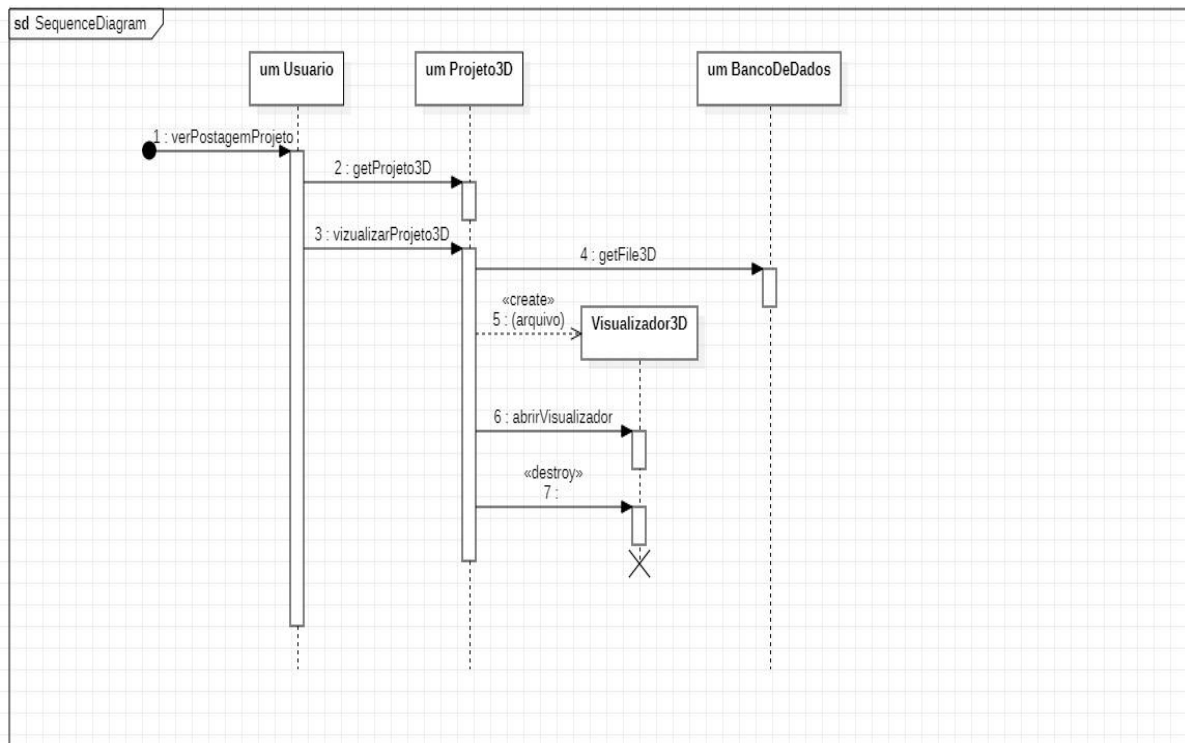 sd SequenceDiagram
um Usuario
um Projeto3D
um BancoDeDados
1 : verPostagemProjeto
2 : getProjeto3D
3 : vizualizarProjeto3D
4 : getFile3D
«create»
5 : (arquivo)
Visualizador3D
6 : abrirVisualizador
«destroy»
7 :